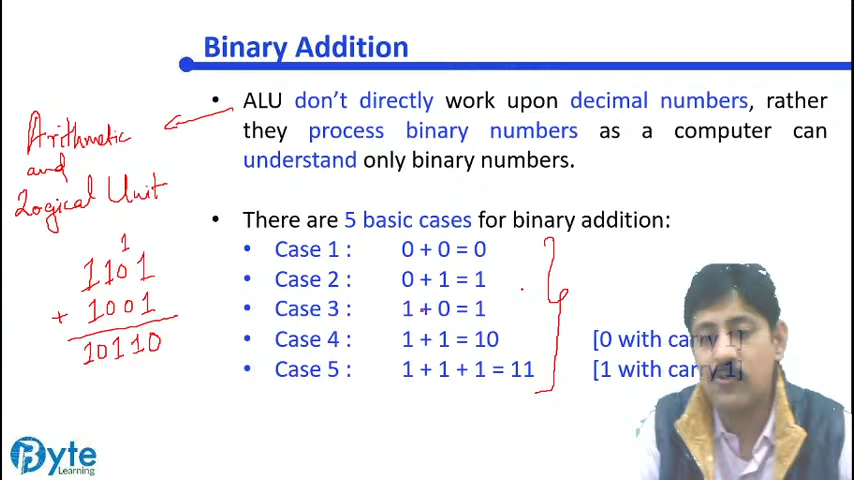 Binary Addition
• ALU don't directly work upon decimal numbers, rather
they process binary numbers as a computer can
understand only binary numbers.
Arithmetic
and
Logical Unit
• There are 5 basic cases for binary addition:
• Case 1 : 0 + 0 = 0
• Case 2 : 0 + 1 = 1
• Case 3 : 1 + 0 = 1
• Case 4 : 1 + 1 = 10 [0 with carry 1]
• Case 5 : 1 + 1 + 1 = 11 [1 with carry 1]
1
1101
+ 1001
10110
Byte
Learning